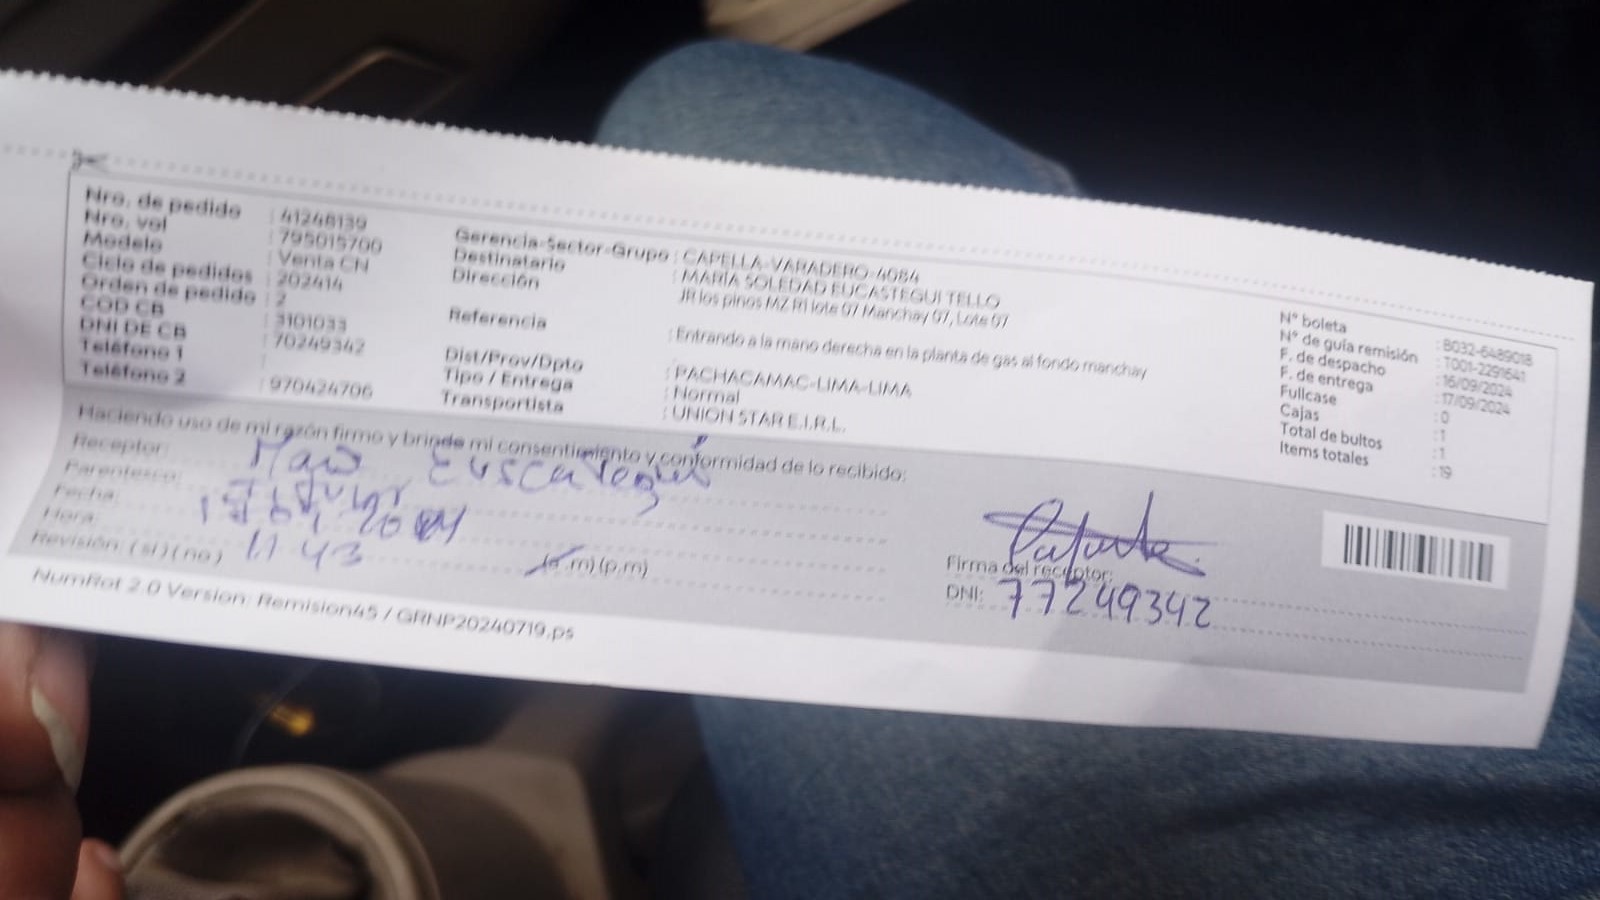 Nro. de pedido : 41248139
Nro. vol : 795015700
Modelo : Venta CN
Ciclo de pedidos : 202414
Orden de pedido : 2
COD CB : 3101033
DNI DE CB : 70249342
Teléfono 1 :
Teléfono 2 : 970424706
Gerencia-Sector-Grupo : CAPELLA-VARADERO-4084
Destinatario : MARÍA SOLEDAD EUCASTEGUI TELLO
Dirección : JR los pinos MZ R1 lote 07 Manchay 07, Lote 07
Referencia : Entrando a la mano derecha en la planta de gas al fondo manchay
Dist/Prov/Dpto : PACHACAMAC-LIMA-LIMA
Tipo / Entrega : Normal
Transportista : UNION STAR E.I.R.L.
N° boleta : B032-6489018
N° de guía remisión : T001-2291641
F. de despacho : 16/09/2024
F. de entrega : 17/09/2024
Fullcase : 0
Cajas : 1
Total de bultos : 1
Items totales : 19
Haciendo uso de mi razón firmo y brinde mi consentimiento y conformidad de lo recibido:
Receptor: Euscategui
Parentesco: Titular
Fecha:
Hora: 11 43 (a.m) (p.m)
Revisión: (si) (no)
Firma del receptor:
DNI: 77249342
NumRot 2.0 Version: Remision45 / GRNP20240719.ps